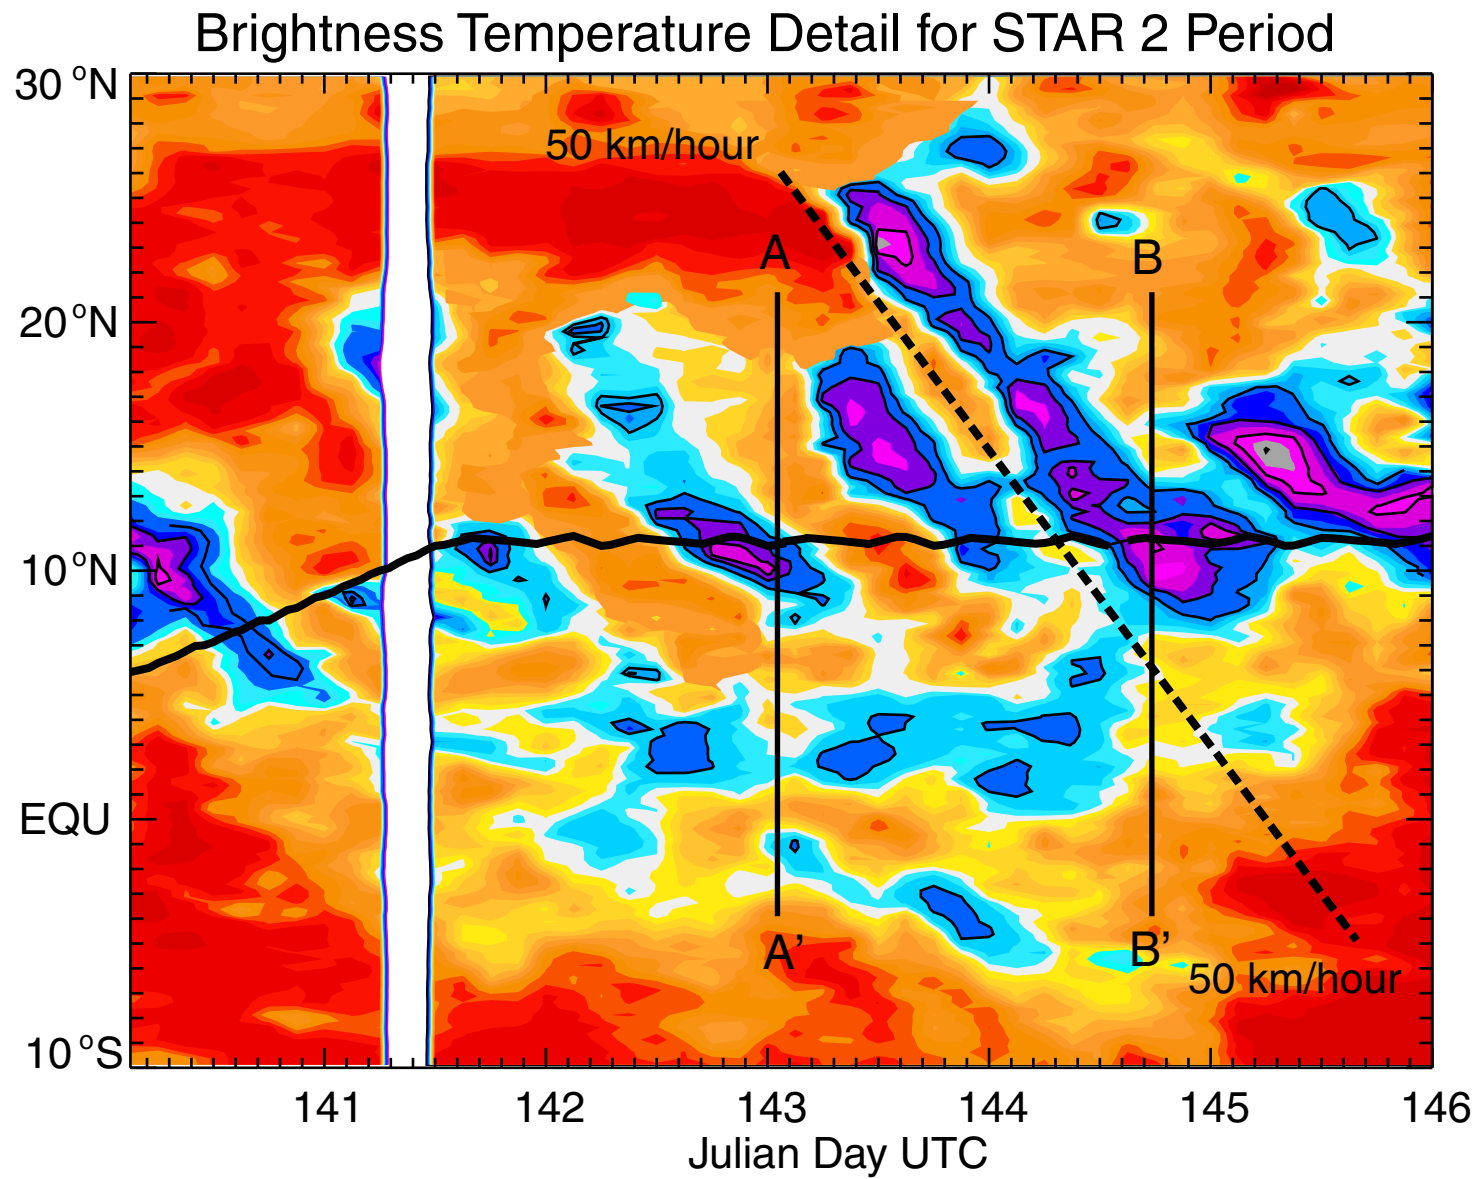 Brightness Temperature Detail for STAR 2 Period
30 °N
50 km/hour
A
B
20 °N
10 °N
EQU
A’
B’
50 km/hour
10 °S
141
142
143
144
145
146
Julian Day UTC